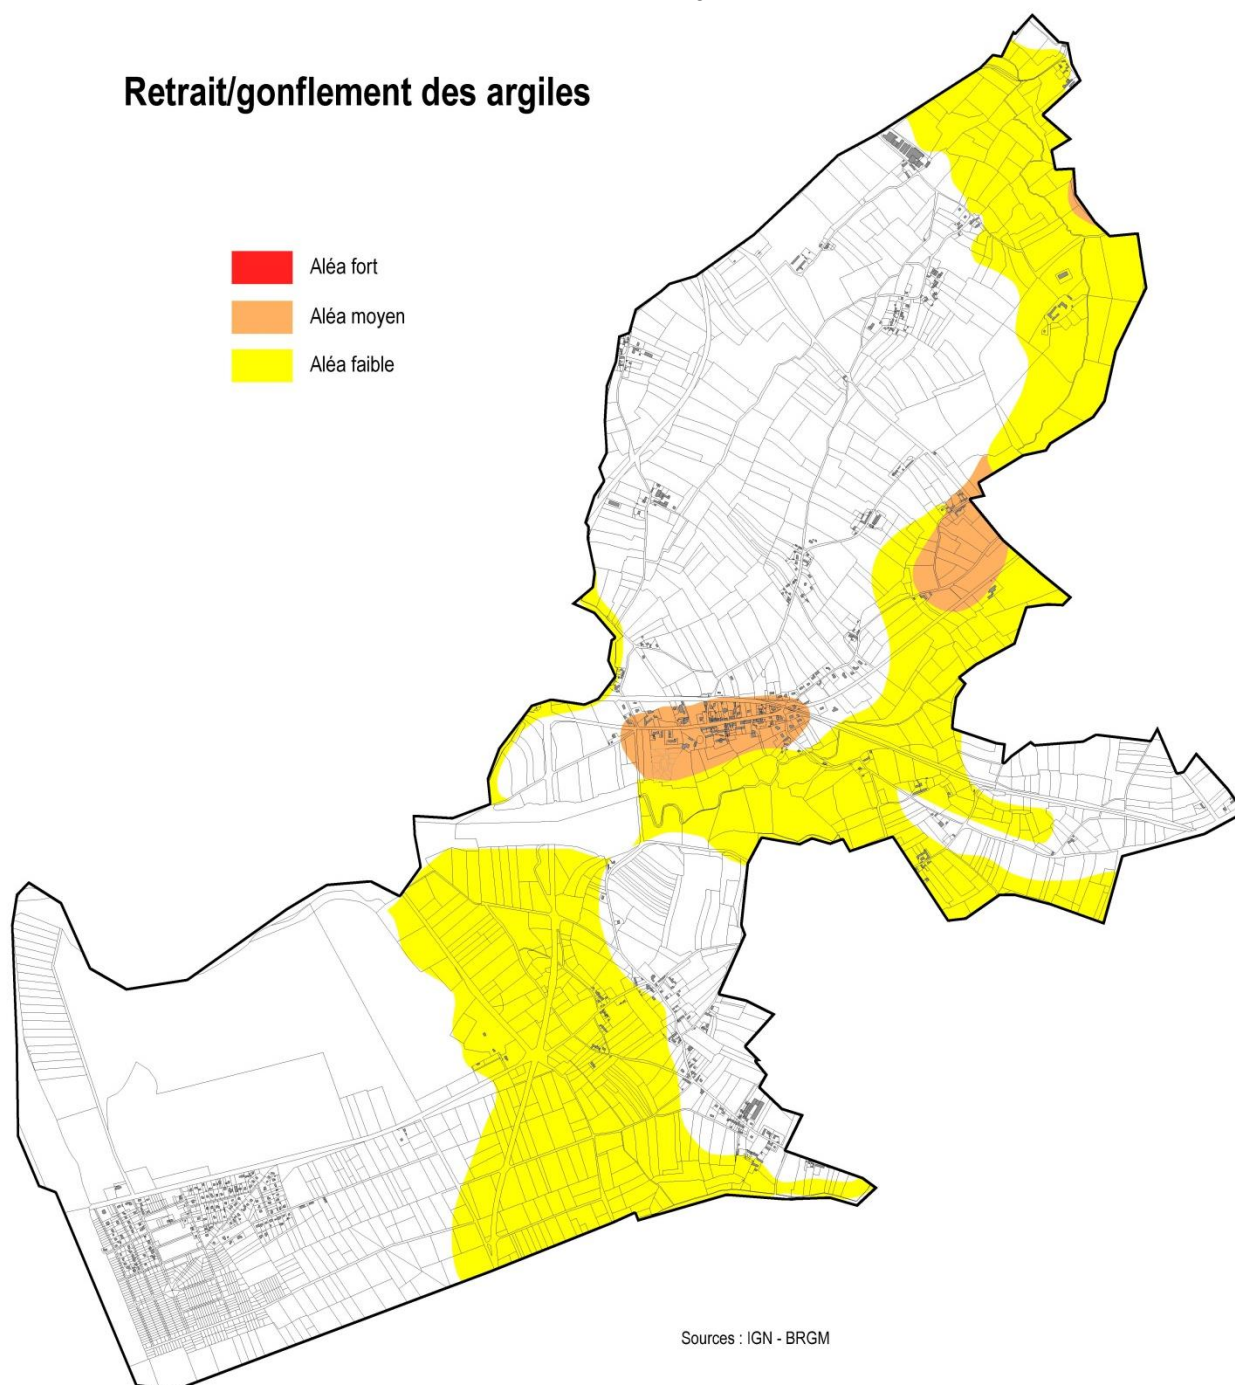 Retrait/gonflement des argiles
Aléa fort
Aléa moyen
Aléa faible
Sources : IGN - BRGM